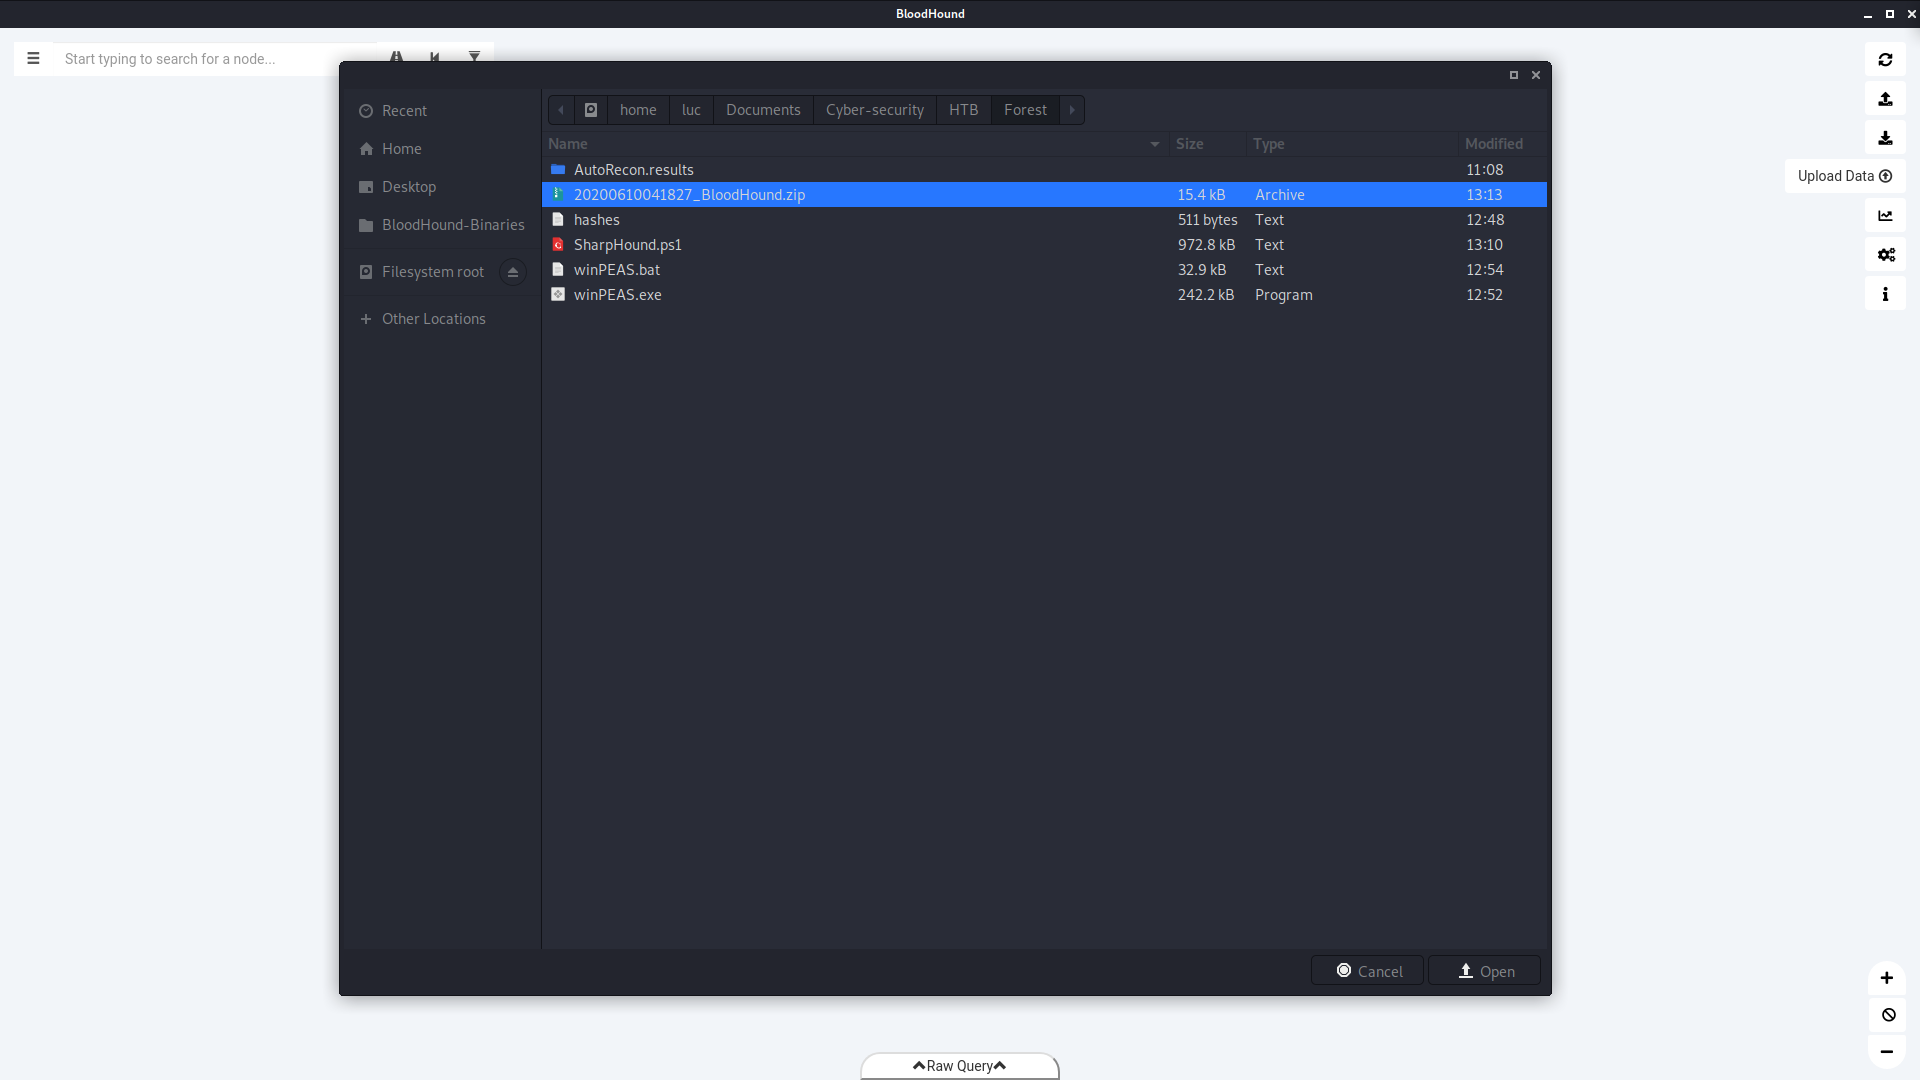 BloodHound
Start typing to search for a node...
Recent
Home
Desktop
BloodHound-Binaries
Filesystem root
Other Locations
home luc Documents Cyber-security HTB Forest
Name Size Type Modified
AutoRecon.results 11:08
20200610041827_BloodHound.zip 15.4 kB Archive 13:13
hashes 511 bytes Text 12:48
SharpHound.ps1 972.8 kB Text 13:10
winPEAS.bat 32.9 kB Text 12:54
winPEAS.exe 242.2 kB Program 12:52
Upload Data
Cancel Open
Raw Query